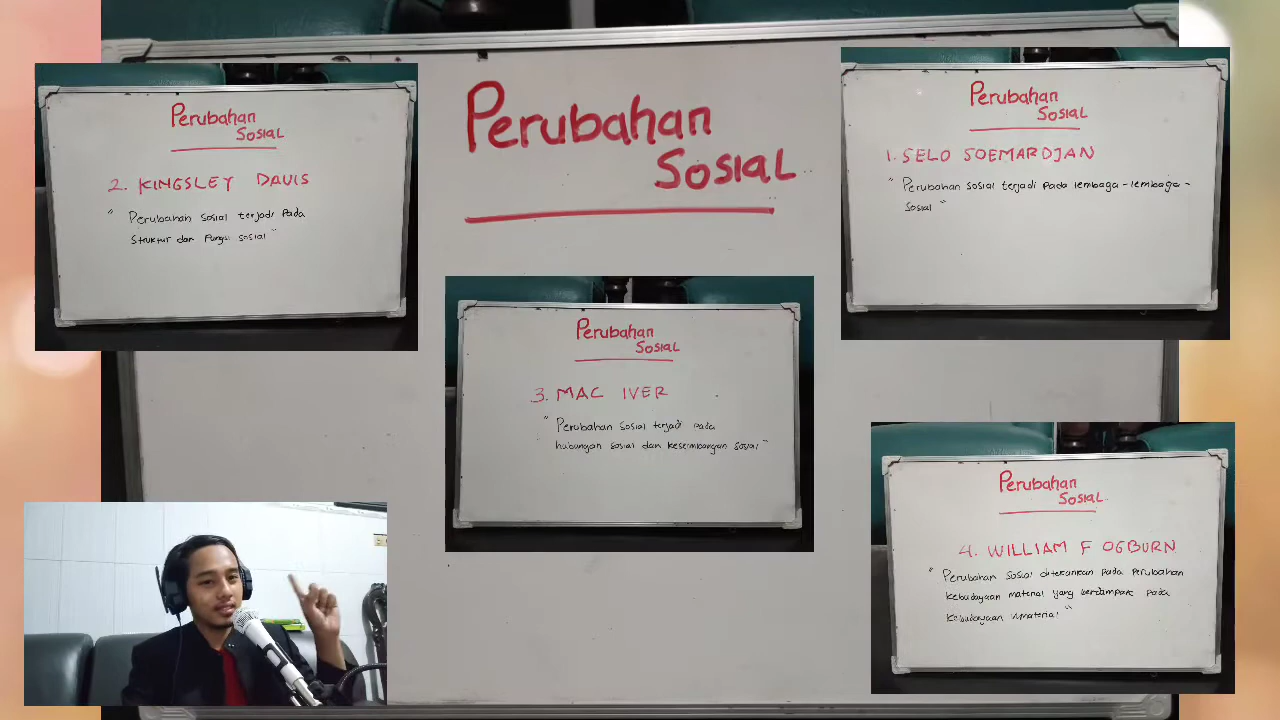 Perubahan
Sosial
Perubahan
Sosial
1. SELO SOEMARDJAN
" Perubahan sosial terjadi pada lembaga-lembaga-
sosial "
Perubahan
Sosial
2. KINGSLEY DAVIS
" Perubahan sosial terjadi pada
struktur dan fungsi sosial "
Perubahan
Sosial
3. MAC IVER
" Perubahan sosial terjadi pada
hubungan sosial dan keseimbangan sosial "
Perubahan
Sosial
4. WILLIAM F OGBURN
" Perubahan sosial ditekankan pada perubahan
kebudayaan material yang berdampak pada
kebudayaan immaterial "